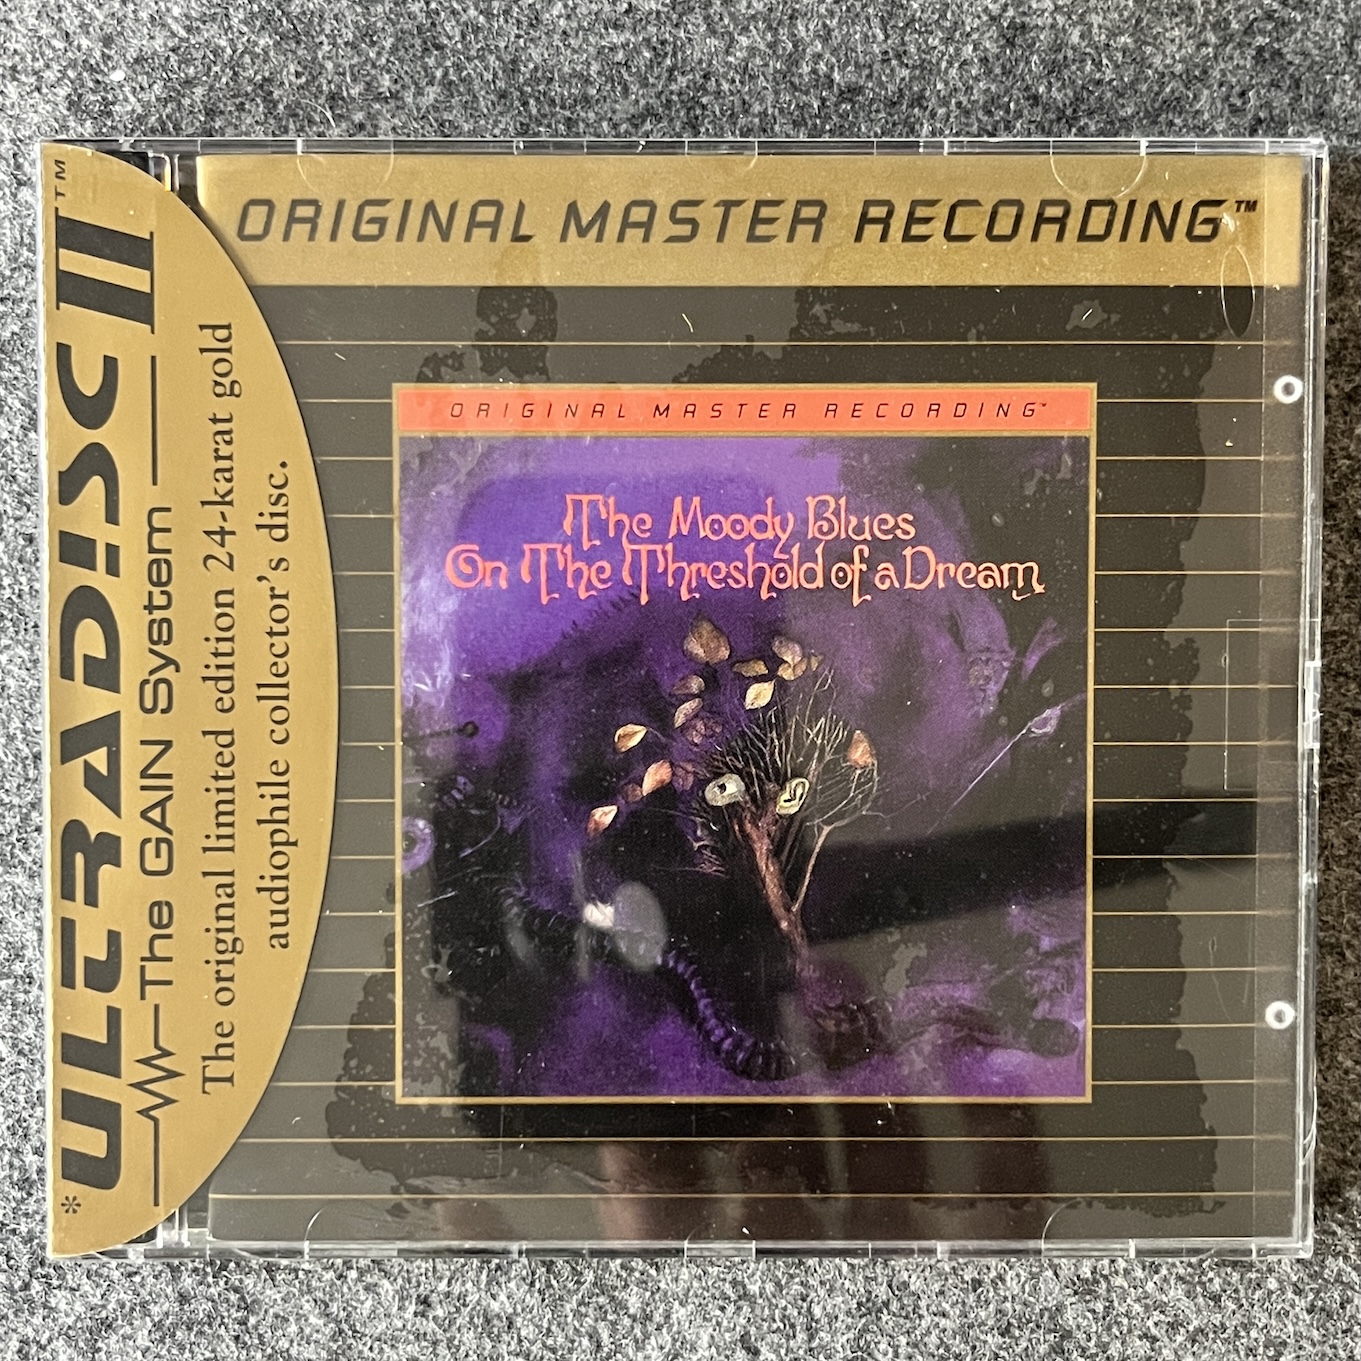 ORIGINAL MASTER RECORDING™
*ULTRADISC II™
The GAIN System
The original limited edition 24-karat gold
audiophile collector's disc.
ORIGINAL MASTER RECORDING™
The Moody Blues
On The Threshold of a Dream